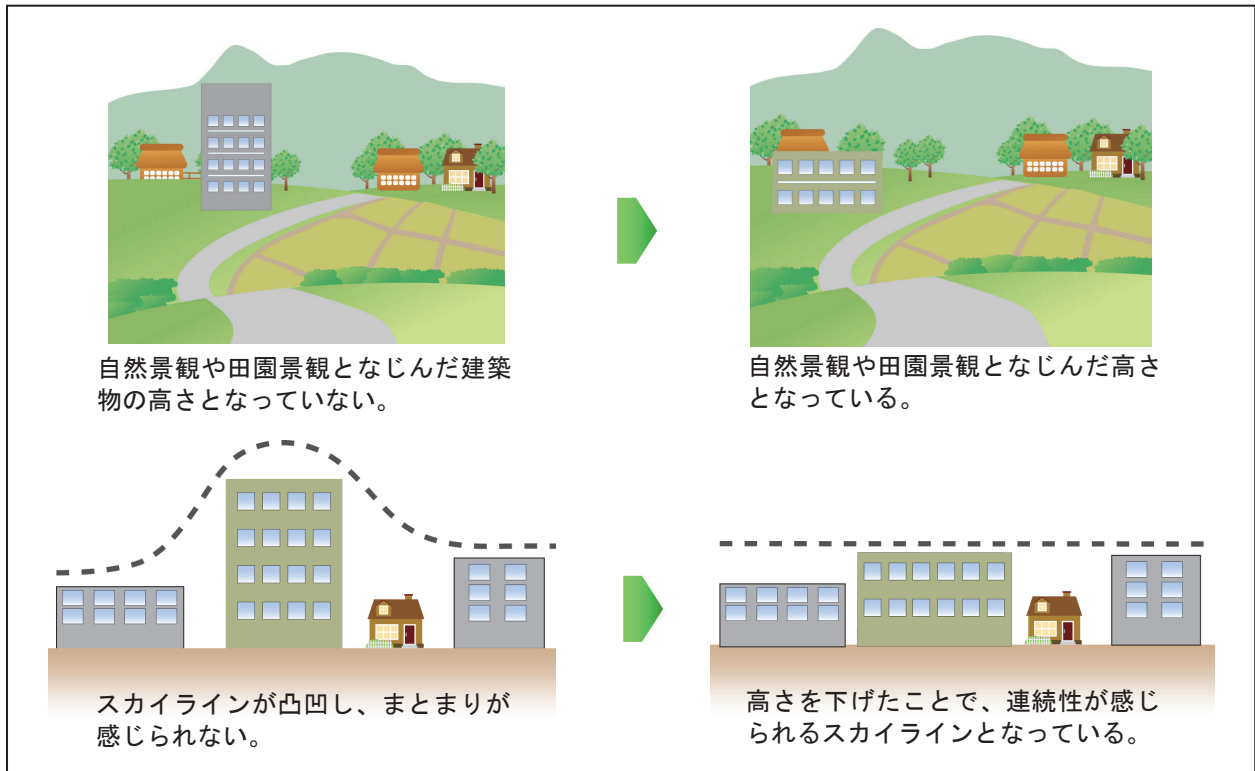 自然景観や田園景観となじんだ建築
物の高さとなっていない。
自然景観や田園景観となじんだ高さ
となっている。
スカイラインが凸凹し、まとまりが
感じられない。
高さを下げたことで、連続性が感じ
られるスカイラインとなっている。